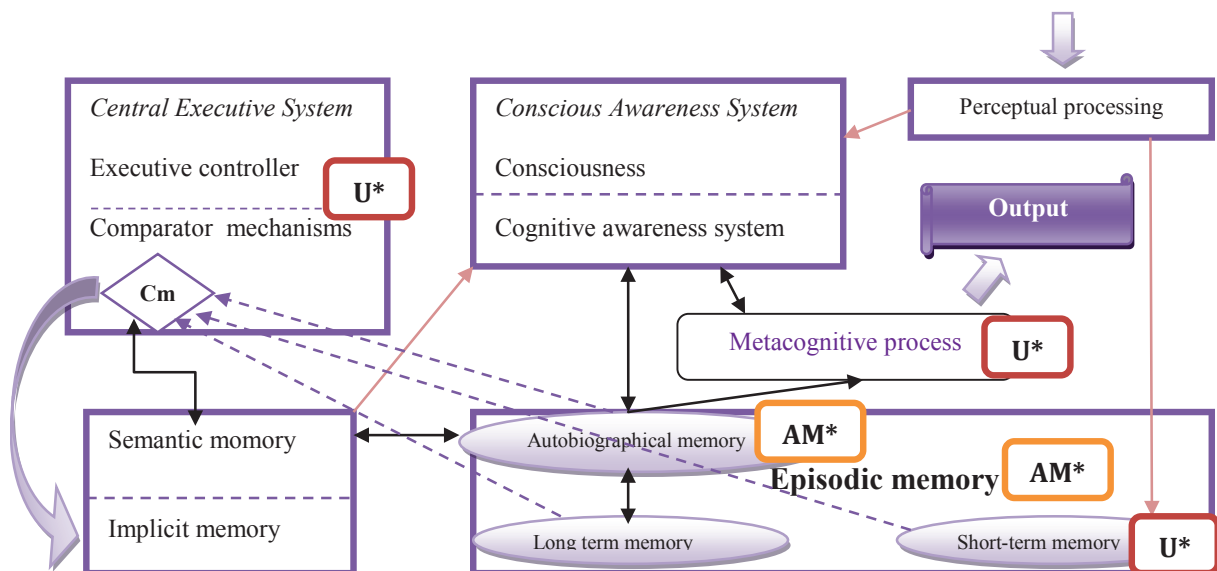 Central Executive System
Executive controller
U*
Comparator mechanisms
Cm
Conscious Awareness System
Consciousness
Cognitive awareness system
Perceptual processing
Output
Metacognitive process
U*
Semantic momory
Implicit memory
Autobiographical memory
AM*
Episodic memory
AM*
Long term memory
Short-term memory
U*